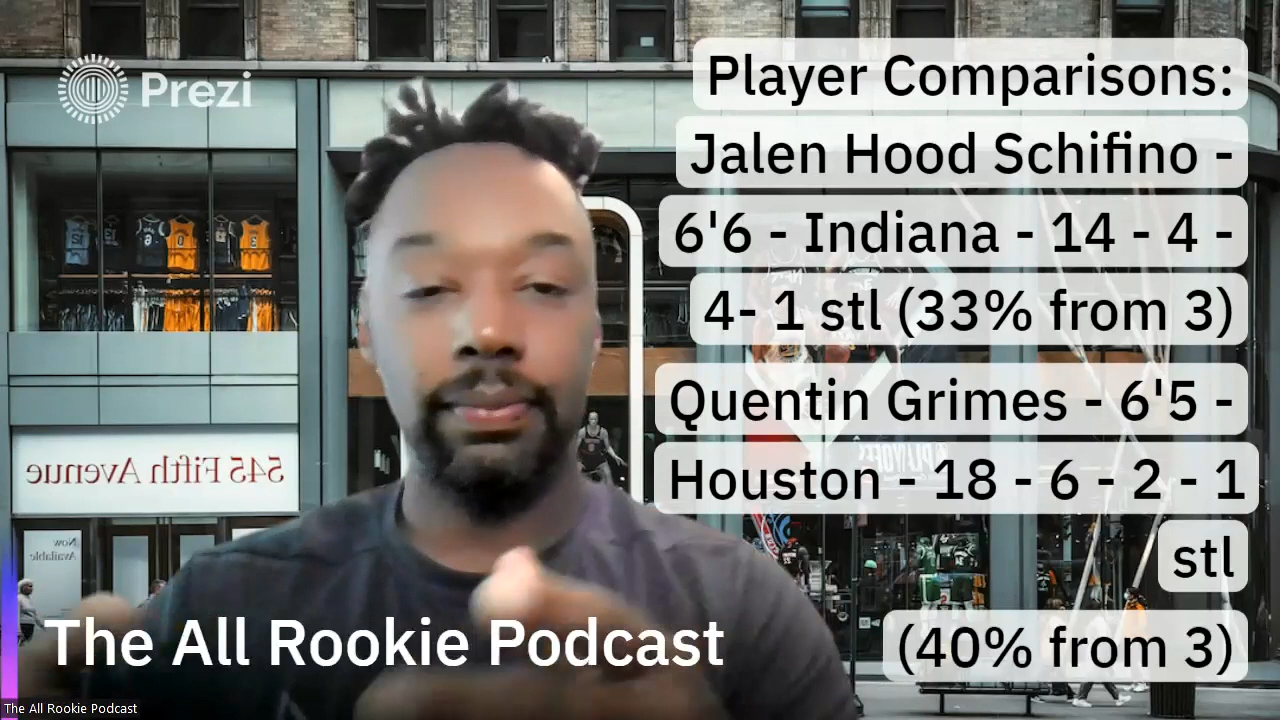 Prezi
Player Comparisons:
Jalen Hood Schifino -
6'6 - Indiana - 14 - 4 -
4- 1 stl (33% from 3)
Quentin Grimes - 6'5 -
Houston - 18 - 6 - 2 - 1
stl
(40% from 3)
545 Fifth Avenue
Now
Available
The All Rookie Podcast
The All Rookie Podcast